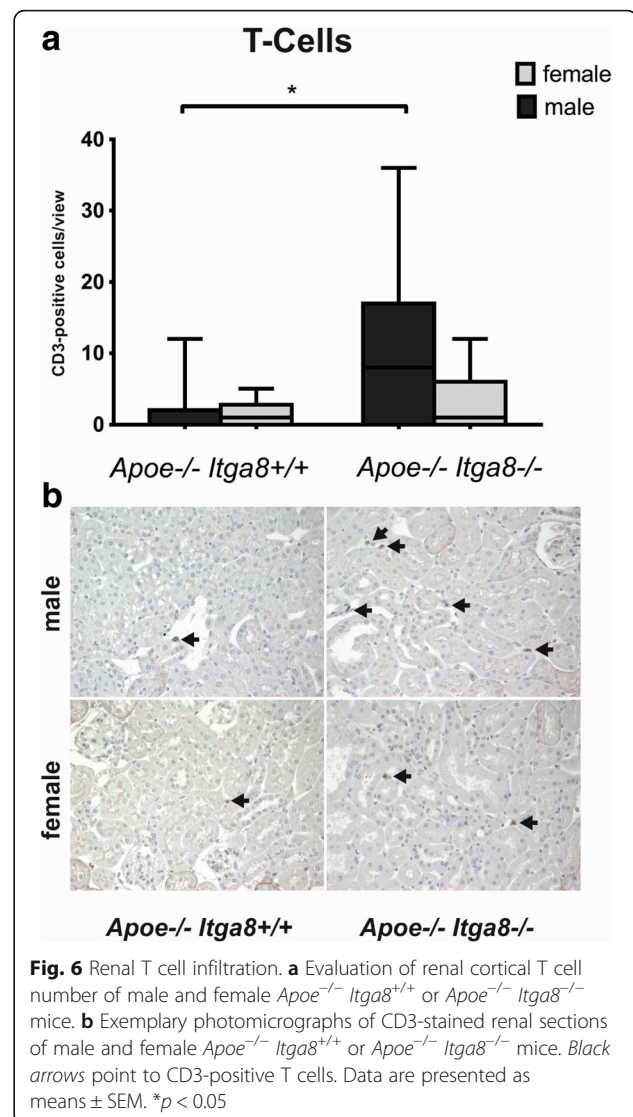 a
T-Cells
female
male
*
40
30
20
10
0
CD3-positive cells/view
Apoe-/- Itga8+/+ Apoe-/- Itga8-/-
b
male
female
Apoe-/- Itga8+/+ Apoe-/- Itga8-/-
Fig. 6 Renal T cell infiltration. a Evaluation of renal cortical T cell
number of male and female Apoe−/− Itga8+/+ or Apoe−/− Itga8−/−
mice. b Exemplary photomicrographs of CD3-stained renal sections
of male and female Apoe−/− Itga8+/+ or Apoe−/− Itga8−/− mice. Black
arrows point to CD3-positive T cells. Data are presented as
means ± SEM. *p < 0.05